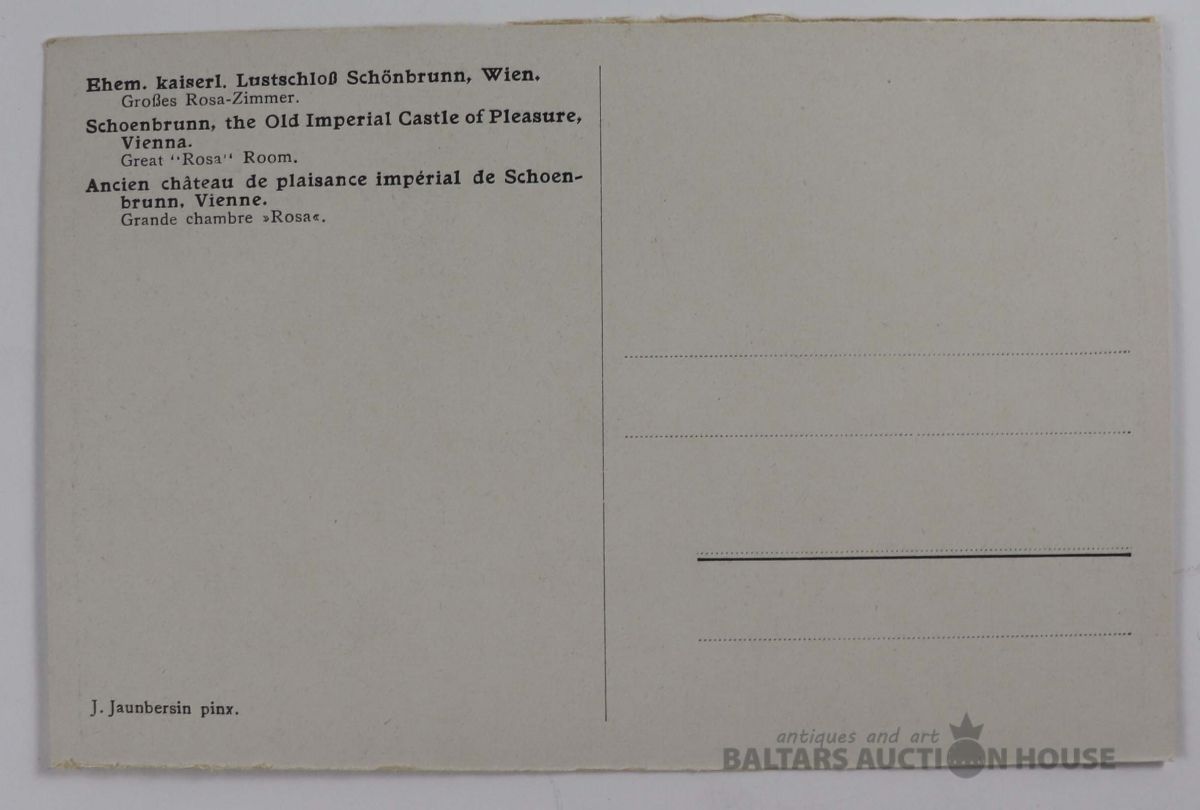 Ehem. kaiserl. Lustschloß Schönbrunn, Wien.
Großes Rosa-Zimmer.
Schoenbrunn, the Old Imperial Castle of Pleasure,
Vienna.
Great "Rosa" Room.
Ancien château de plaisance impérial de Schoen-
brunn, Vienne.
Grande chambre »Rosa«.
J. Jaunbersin pinx.
antiques and art
BALTARS AUCTION HOUSE